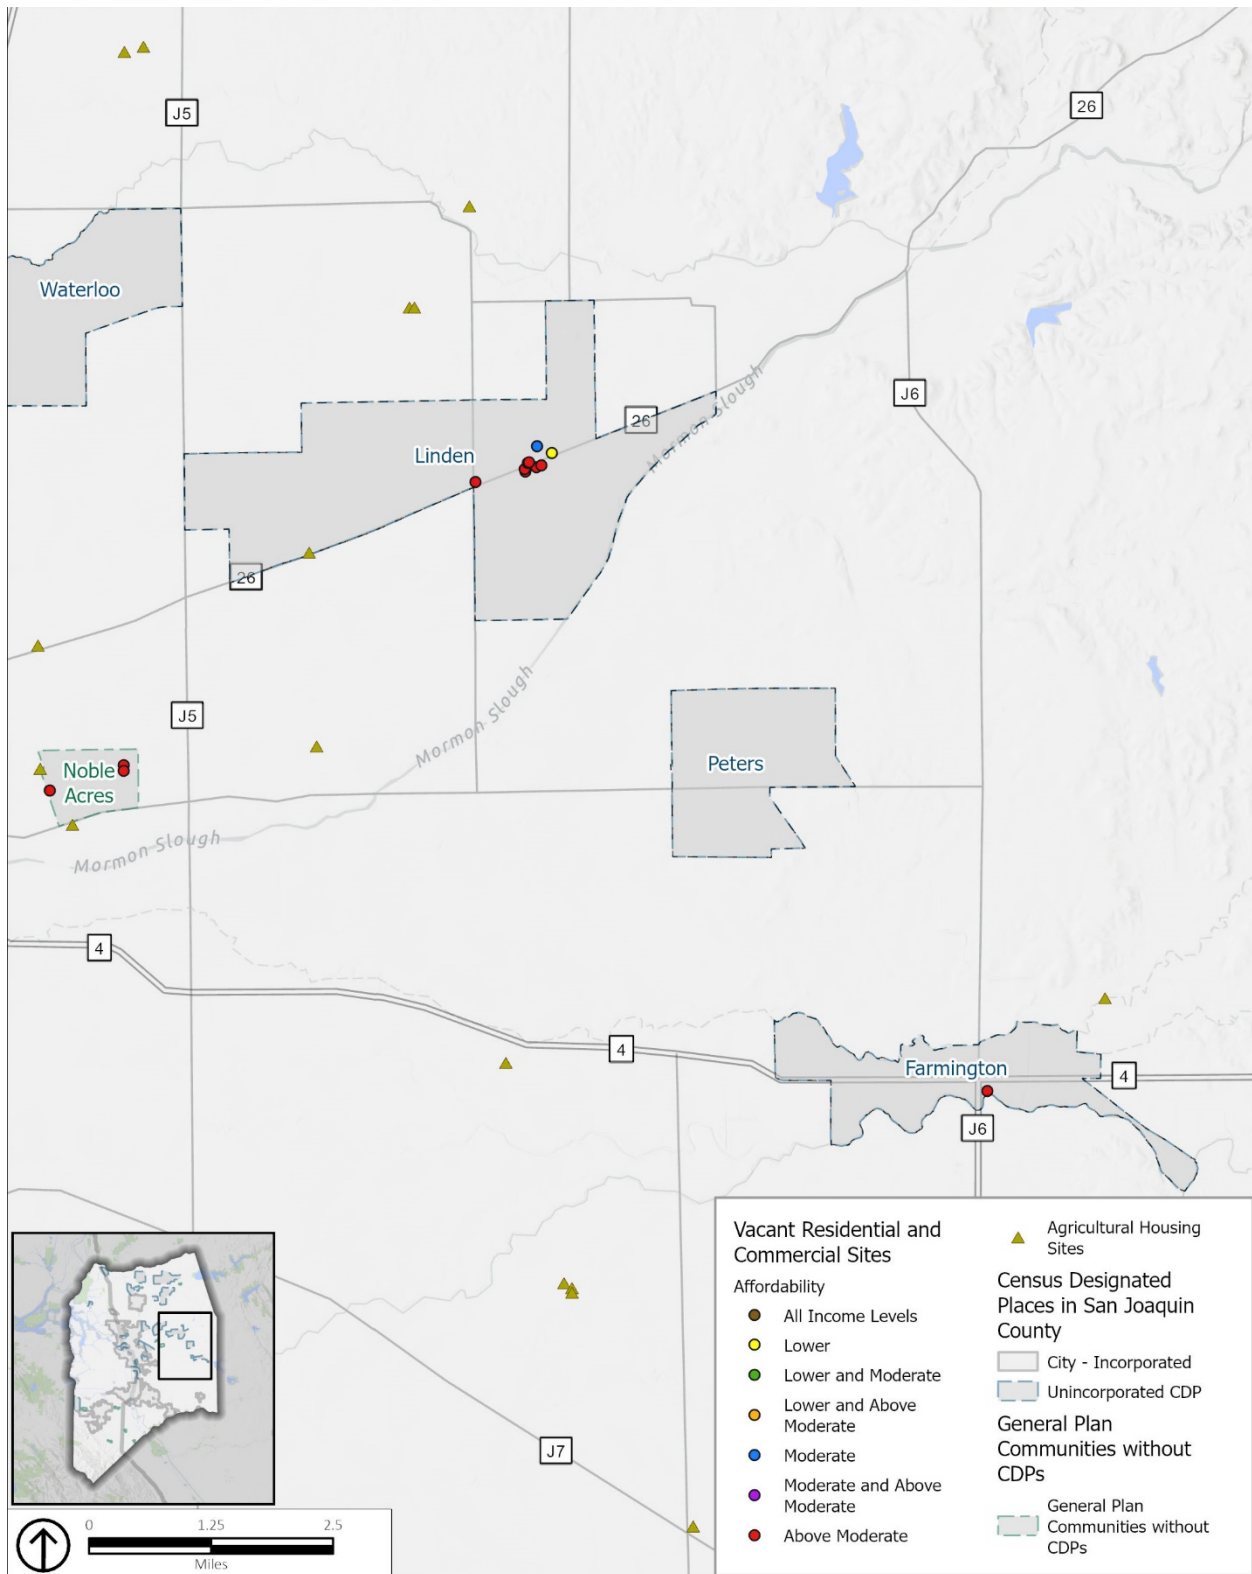 J5
26
Waterloo
J6
26
Mormon Slough
Linden
26
J5
Mormon Slough
Peters
Noble
Acres
Mormon Slough
4
4
Farmington
4
J6
J7
0 1.25 2.5
Miles
Vacant Residential and
Commercial Sites
Affordability
All Income Levels
Lower
Lower and Moderate
Lower and Above
Moderate
Moderate
Moderate and Above
Moderate
Above Moderate
Agricultural Housing
Sites
Census Designated
Places in San Joaquin
County
City - Incorporated
Unincorporated CDP
General Plan
Communities without
CDPs
General Plan
Communities without
CDPs